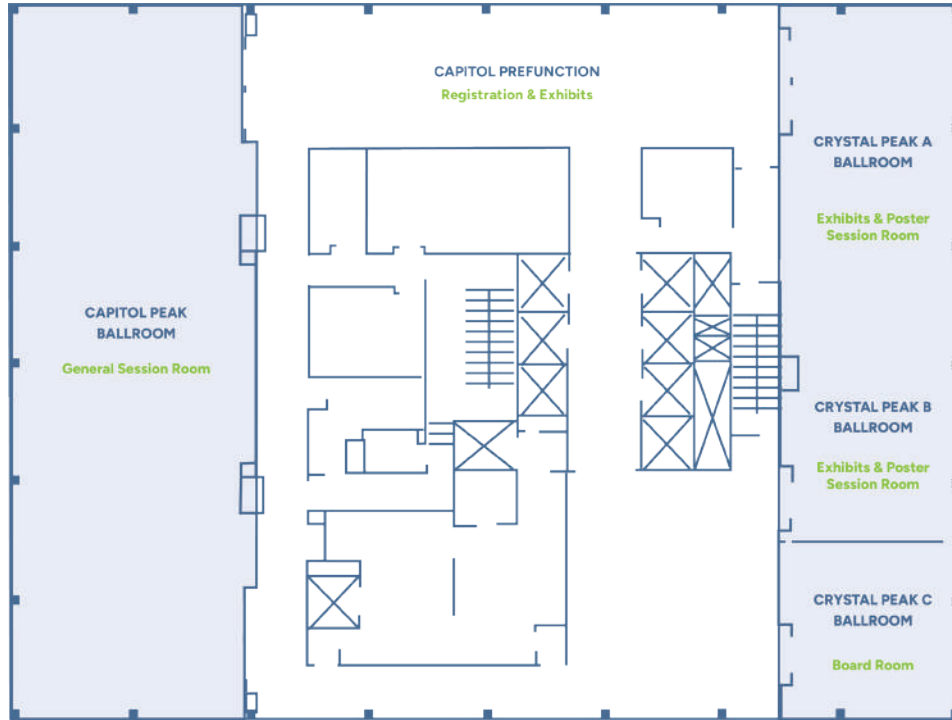 CAPITOL PREFUNCTION
Registration & Exhibits
CRYSTAL PEAK A
BALLROOM
Exhibits & Poster
Session Room
CAPITOL PEAK
BALLROOM
General Session Room
CRYSTAL PEAK B
BALLROOM
Exhibits & Poster
Session Room
CRYSTAL PEAK C
BALLROOM
Board Room